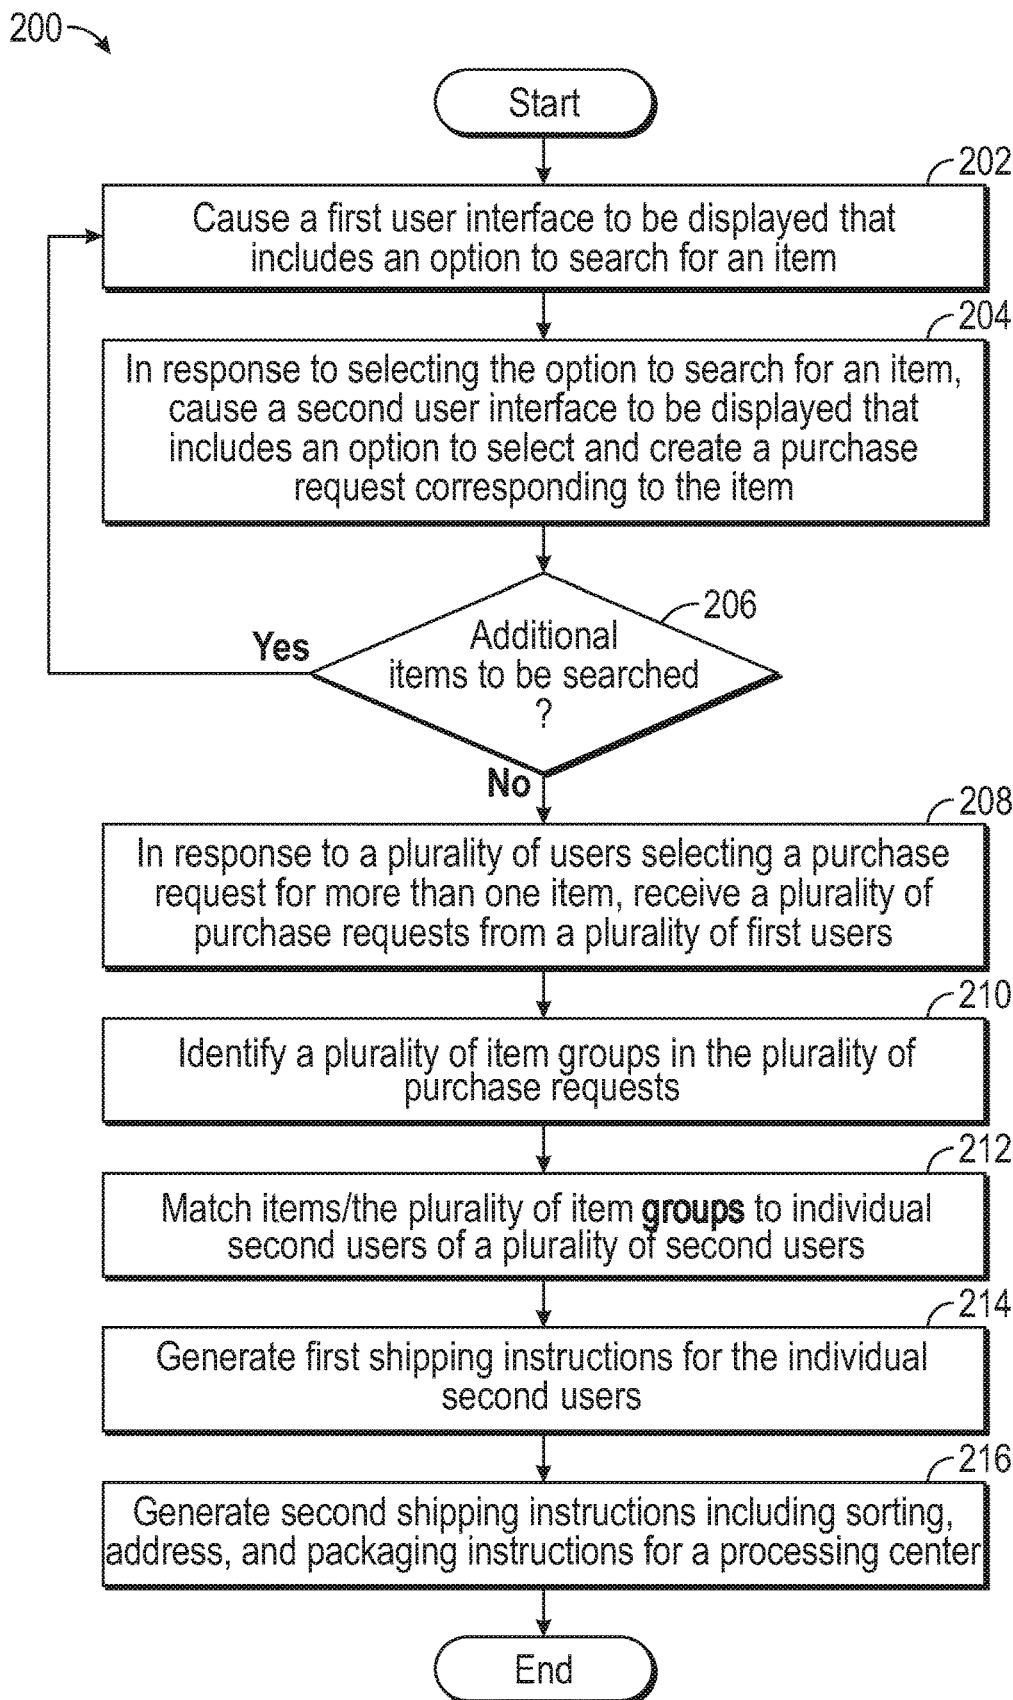 200
Start
202
Cause a first user interface to be displayed that
includes an option to search for an item
204
In response to selecting the option to search for an item,
cause a second user interface to be displayed that
includes an option to select and create a purchase
request corresponding to the item
206
Additional
items to be searched
?
Yes
No
208
In response to a plurality of users selecting a purchase
request for more than one item, receive a plurality of
purchase requests from a plurality of first users
210
Identify a plurality of item groups in the plurality of
purchase requests
212
Match items/the plurality of item groups to individual
second users of a plurality of second users
214
Generate first shipping instructions for the individual
second users
216
Generate second shipping instructions including sorting,
address, and packaging instructions for a processing center
End